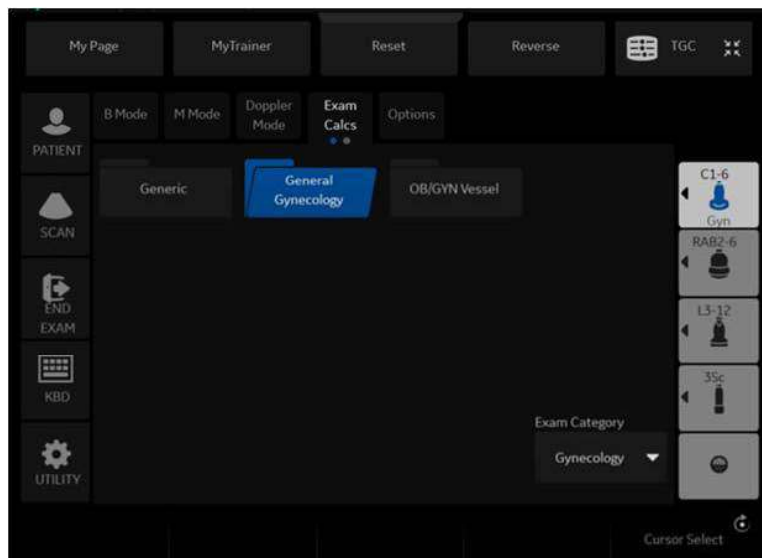 My Page
MyTrainer
Reset
Reverse
TGC
PATIENT
SCAN
END
EXAM
KBD
UTILITY
B Mode
M Mode
Doppler
Mode
Exam
Calcs
Options
Generic
General
Gynecology
OB/GYN Vessel
Exam Category
Gynecology
C1-6
Gyn
RAB2-6
L3-12
3Sc
Cursor Select